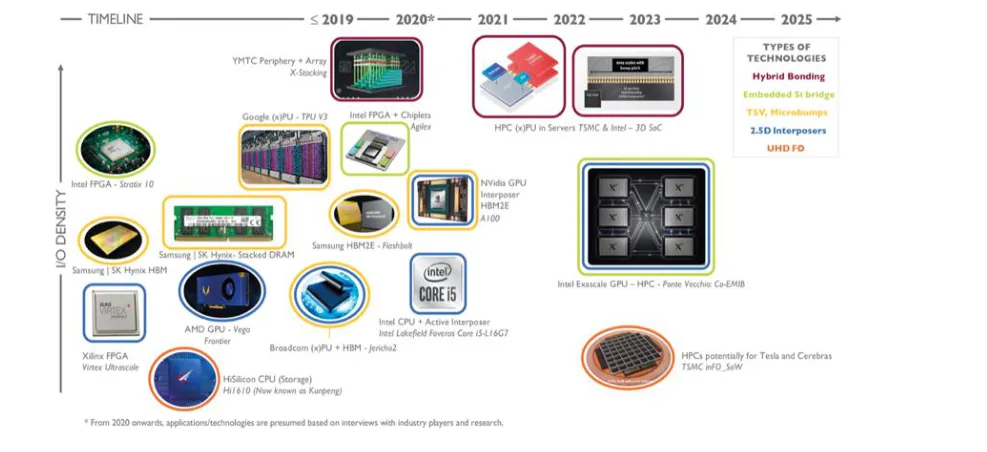 TIMELINE
≤ 2019
2020*
2021
2022
2023
2024
2025
TYPES OF
TECHNOLOGIES
Hybrid Bonding
Embedded Si bridge
TSV, Microbumps
2.5D Interposers
UHD FO
I/O DENSITY
YMTC Periphery + Array
X-Stacking
Google (x)PU - TPU V3
Intel FPGA + Chiplets
Agilex
Area scales with
bump pitch
HPC (x)PU in Servers TSMC & Intel – 3D SoC
Intel FPGA - Stratix 10
NVidia GPU
Interposer
HBM2E
A100
Samsung | SK Hynix- Stacked DRAM
Samsung HBM2E - Flashbolt
Samsung | SK Hynix HBM
Intel Exascale GPU – HPC - Ponte Vecchio: Co-EMIB
VIRTEX
intel
CORE i5
AMD GPU - Vega
Frontier
Intel CPU + Active Interposer
Intel Lakefield Foveros Core i5-L16G7
Broadcom (x)PU + HBM - Jericho2
Xilinx FPGA
Virtex Ultrascale
HiSilicon CPU (Storage)
Hi1610 (Now known as Kunpeng)
HPCs potentially for Tesla and Cerebras
TSMC inFO_SoW
* From 2020 onwards, applications/technologies are presumed based on interviews with industry players and research.